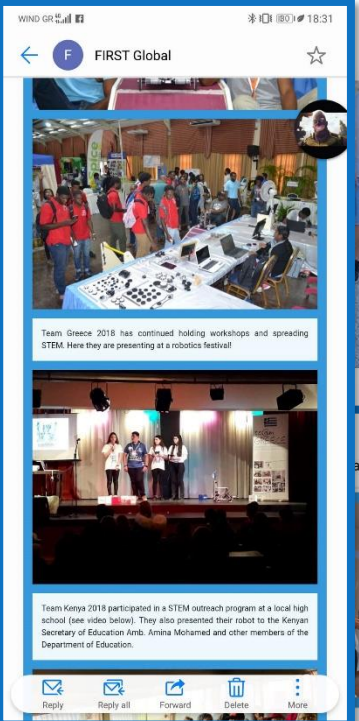 WIND GR 18:31
F FIRST Global
Team Greece 2018 has continued holding workshops and spreading
STEM. Here they are presenting at a robotics festival!
Team Kenya 2018 participated in a STEM outreach program at a local high
school (see video below). They also presented their robot to the Kenyan
Secretary of Education Amb. Amina Mohamed and other members of the
Department of Education.
Reply Reply all Forward Delete More